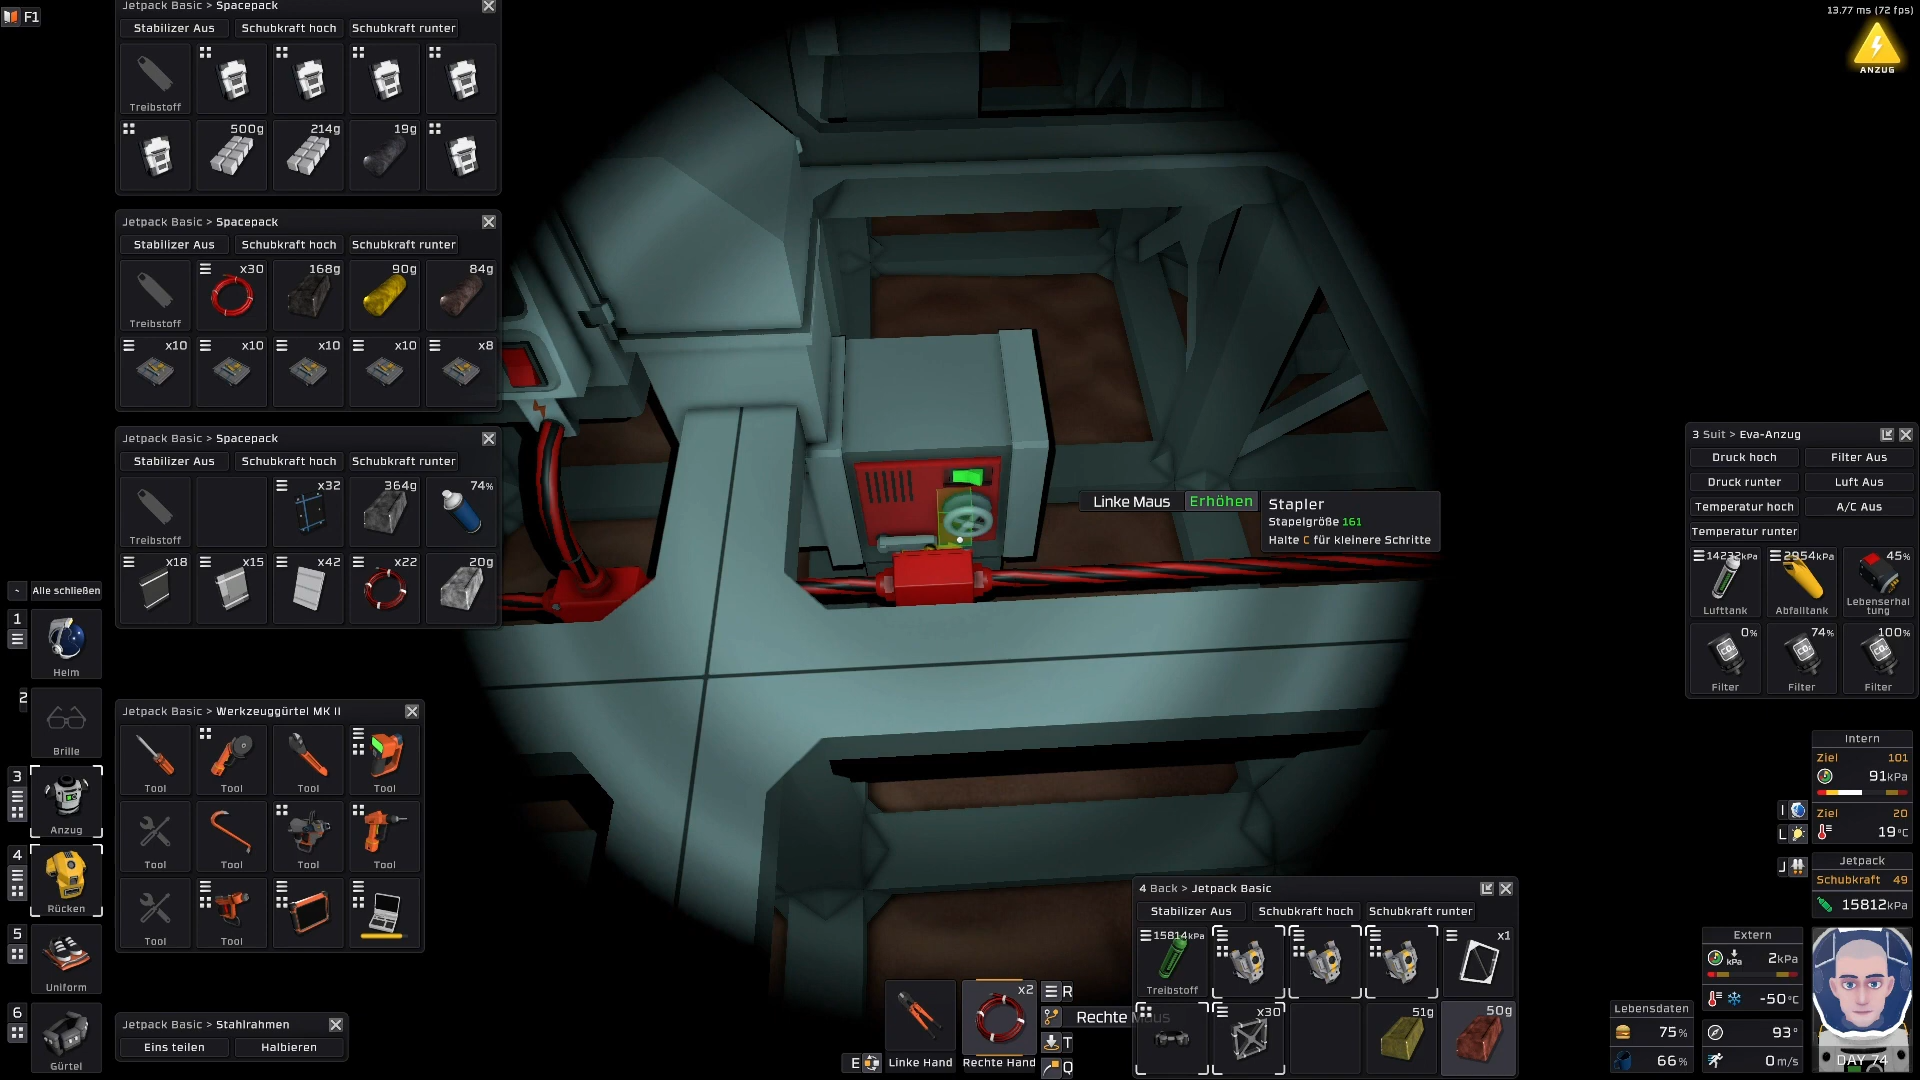 F1
13.77 ms (72 fps)
ANZUG
Jetpack Basic > Spacepack
Stabilizer Aus
Schubkraft hoch
Schubkraft runter
Treibstoff
500g
214g
19g
Jetpack Basic > Spacepack
Stabilizer Aus
Schubkraft hoch
Schubkraft runter
Treibstoff
x30
168g
90g
84g
x10
x10
x10
x10
x8
Jetpack Basic > Spacepack
Stabilizer Aus
Schubkraft hoch
Schubkraft runter
Treibstoff
x32
364g
74%
x18
x15
x42
x22
20g
Linke Maus
Erhöhen
Stapler
Stapelgröße 161
Halte C für kleinere Schritte
~
Alle schließen
1
Helm
2
Brille
3
Anzug
4
Rücken
5
Uniform
6
Gürtel
Jetpack Basic > Werkzeuggürtel MK II
Tool
Tool
Tool
Tool
Tool
Tool
Tool
Tool
Tool
Tool
Tool
Tool
Jetpack Basic > Stahlrahmen
Eins teilen
Halbieren
3 Suit > Eva-Anzug
Druck hoch
Filter Aus
Druck runter
Luft Aus
Temperatur hoch
A/C Aus
Temperatur runter
14232kPa
Lufttank
2954kPa
Abfalltank
45%
Lebenserhaltung
0%
Filter
74%
Filter
100%
Filter
Intern
Ziel 101
91kPa
Ziel 20
19°C
I
L
J
Jetpack
Schubkraft 49
15812kPa
Extern
kPa
2kPa
-50°C
93°
0m/s
Lebensdaten
75%
66%
DAY 74
4 Back > Jetpack Basic
Stabilizer Aus
Schubkraft hoch
Schubkraft runter
15814kPa
Treibstoff
x1
x30
51g
50g
E
Linke Hand
x2
Rechte Hand
R
Rechte Maus
T
Q